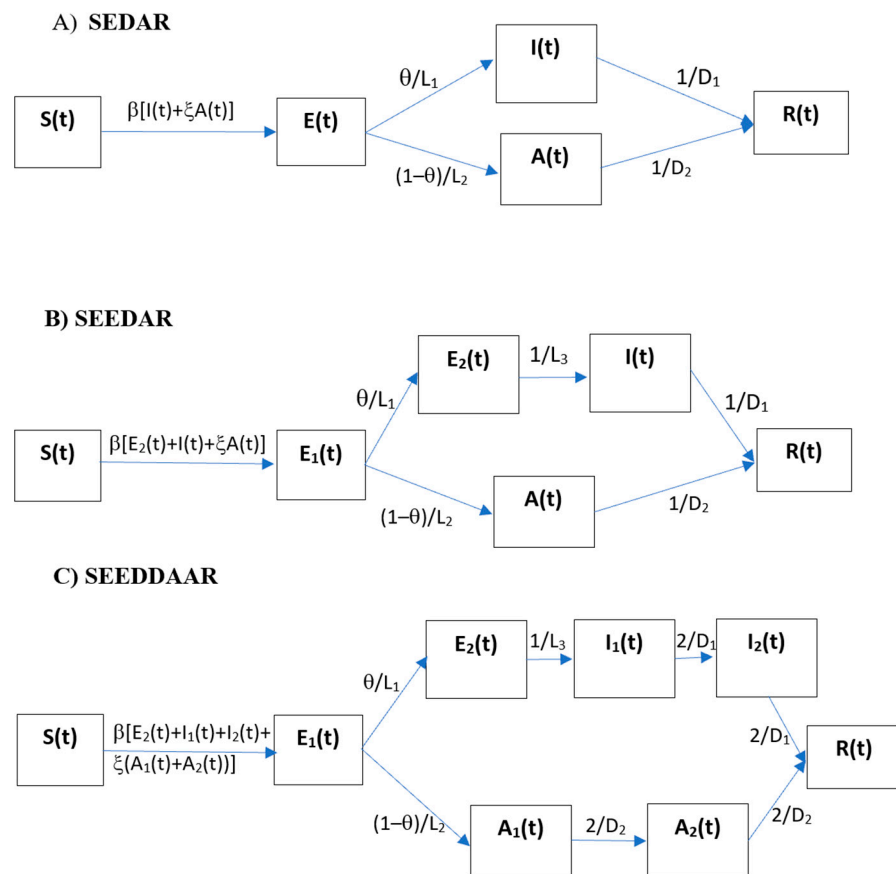 A) SEDAR
I(t)
θ/L₁
1/D₁
S(t)
β[I(t)+ξA(t)]
E(t)
R(t)
A(t)
(1–θ)/L₂
1/D₂
B) SEEDAR
E₂(t)
1/L₃
I(t)
θ/L₁
1/D₁
S(t)
β[E₂(t)+I(t)+ξA(t)]
E₁(t)
R(t)
A(t)
(1–θ)/L₂
1/D₂
C) SEEDDAAR
E₂(t)
1/L₃
I₁(t)
2/D₁
I₂(t)
θ/L₁
2/D₁
S(t)
β[E₂(t)+I₁(t)+I₂(t)+
ξ(A₁(t)+A₂(t))]
E₁(t)
R(t)
(1–θ)/L₂
A₁(t)
2/D₂
A₂(t)
2/D₂